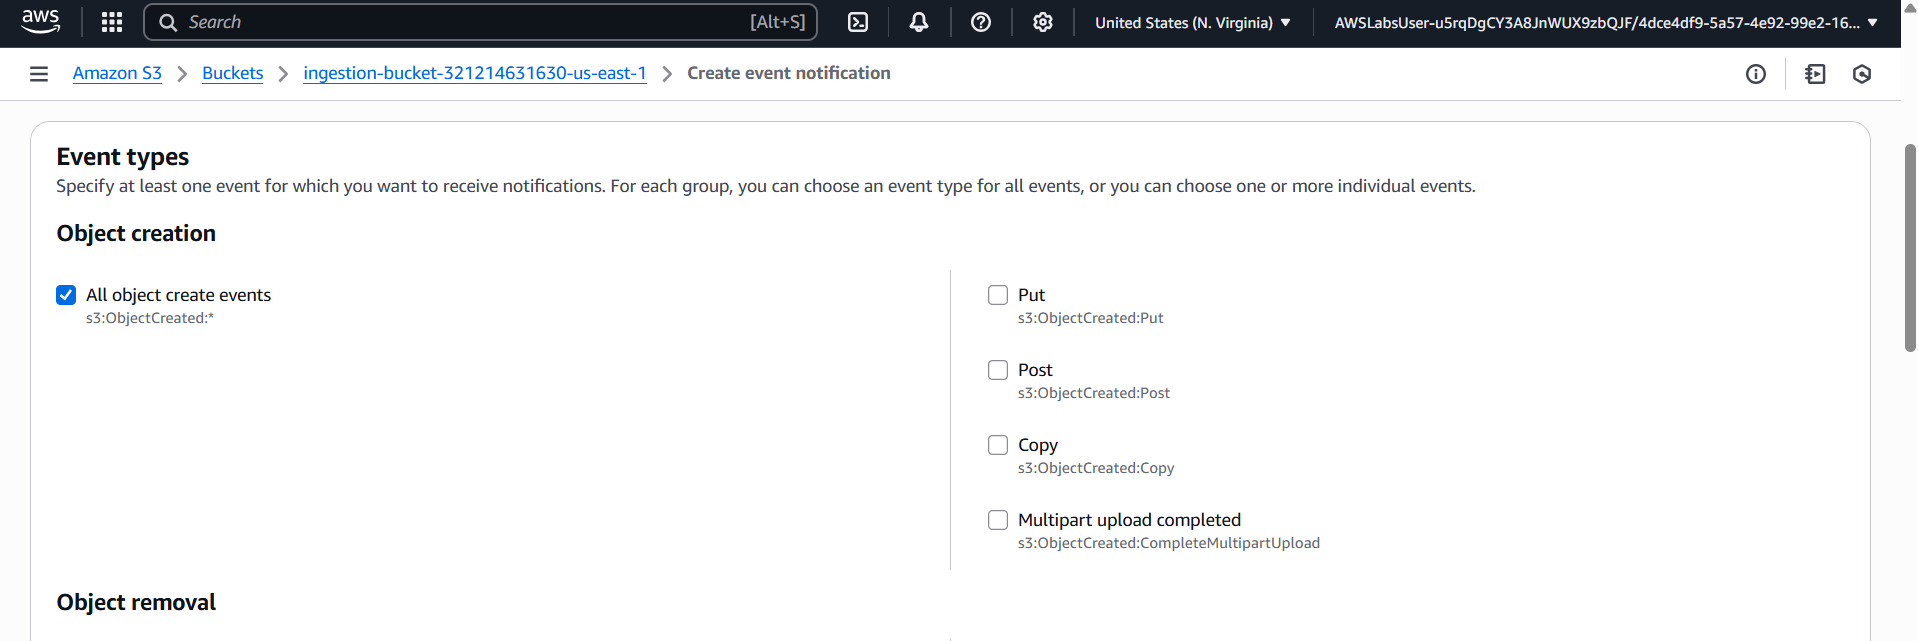 aws
Search [Alt+S] United States (N. Virginia) AWSLabsUser-u5rqDgCY3A8JnWUX9zbQJF/4dce4df9-5a57-4e92-99e2-16...
Amazon S3 Buckets ingestion-bucket-321214631630-us-east-1 Create event notification
Event types
Specify at least one event for which you want to receive notifications. For each group, you can choose an event type for all events, or you can choose one or more individual events.
Object creation
All object create events
s3:ObjectCreated:*
Put
s3:ObjectCreated:Put
Post
s3:ObjectCreated:Post
Copy
s3:ObjectCreated:Copy
Multipart upload completed
s3:ObjectCreated:CompleteMultipartUpload
Object removal